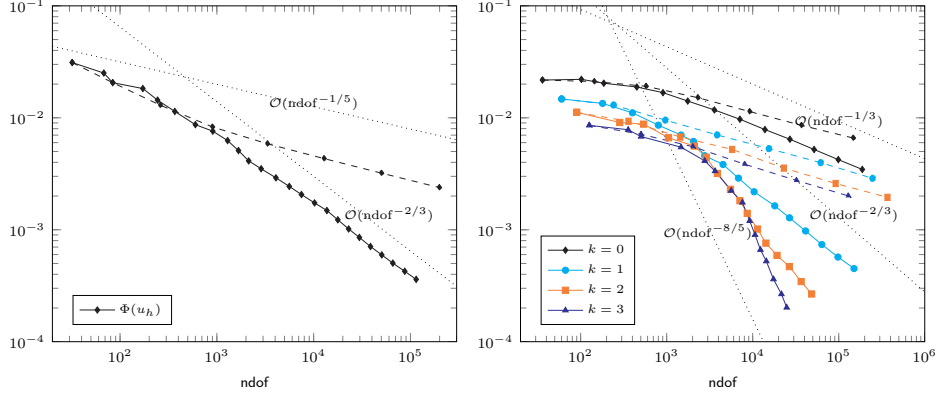 10^{-1}
10^{-2}
10^{-3}
10^{-4}
O(ndof^{-1/5})
O(ndof^{-2/3})
Φ(u_h)
10^2 10^3 10^4 10^5
ndof
10^{-1}
10^{-2}
10^{-3}
10^{-4}
O(ndof^{-1/3})
O(ndof^{-2/3})
O(ndof^{-8/5})
k = 0
k = 1
k = 2
k = 3
10^2 10^3 10^4 10^5 10^6
ndof